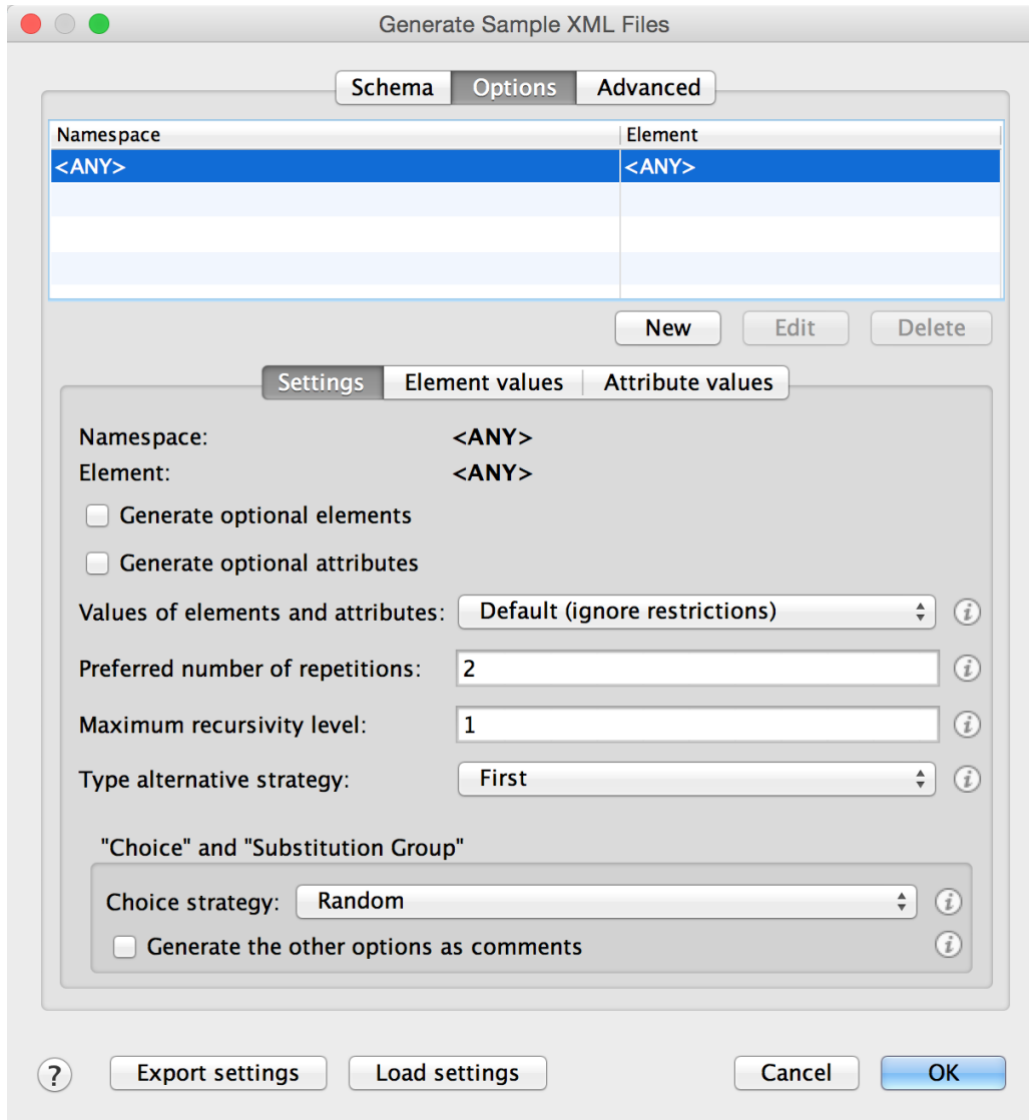 Generate Sample XML Files
Schema Options Advanced
Namespace Element
<ANY> <ANY>
New Edit Delete
Settings Element values Attribute values
Namespace: <ANY>
Element: <ANY>
Generate optional elements
Generate optional attributes
Values of elements and attributes: Default (ignore restrictions) i
Preferred number of repetitions: 2 i
Maximum recursivity level: 1 i
Type alternative strategy: First i
"Choice" and "Substitution Group"
Choice strategy: Random i
Generate the other options as comments i
? Export settings Load settings Cancel OK